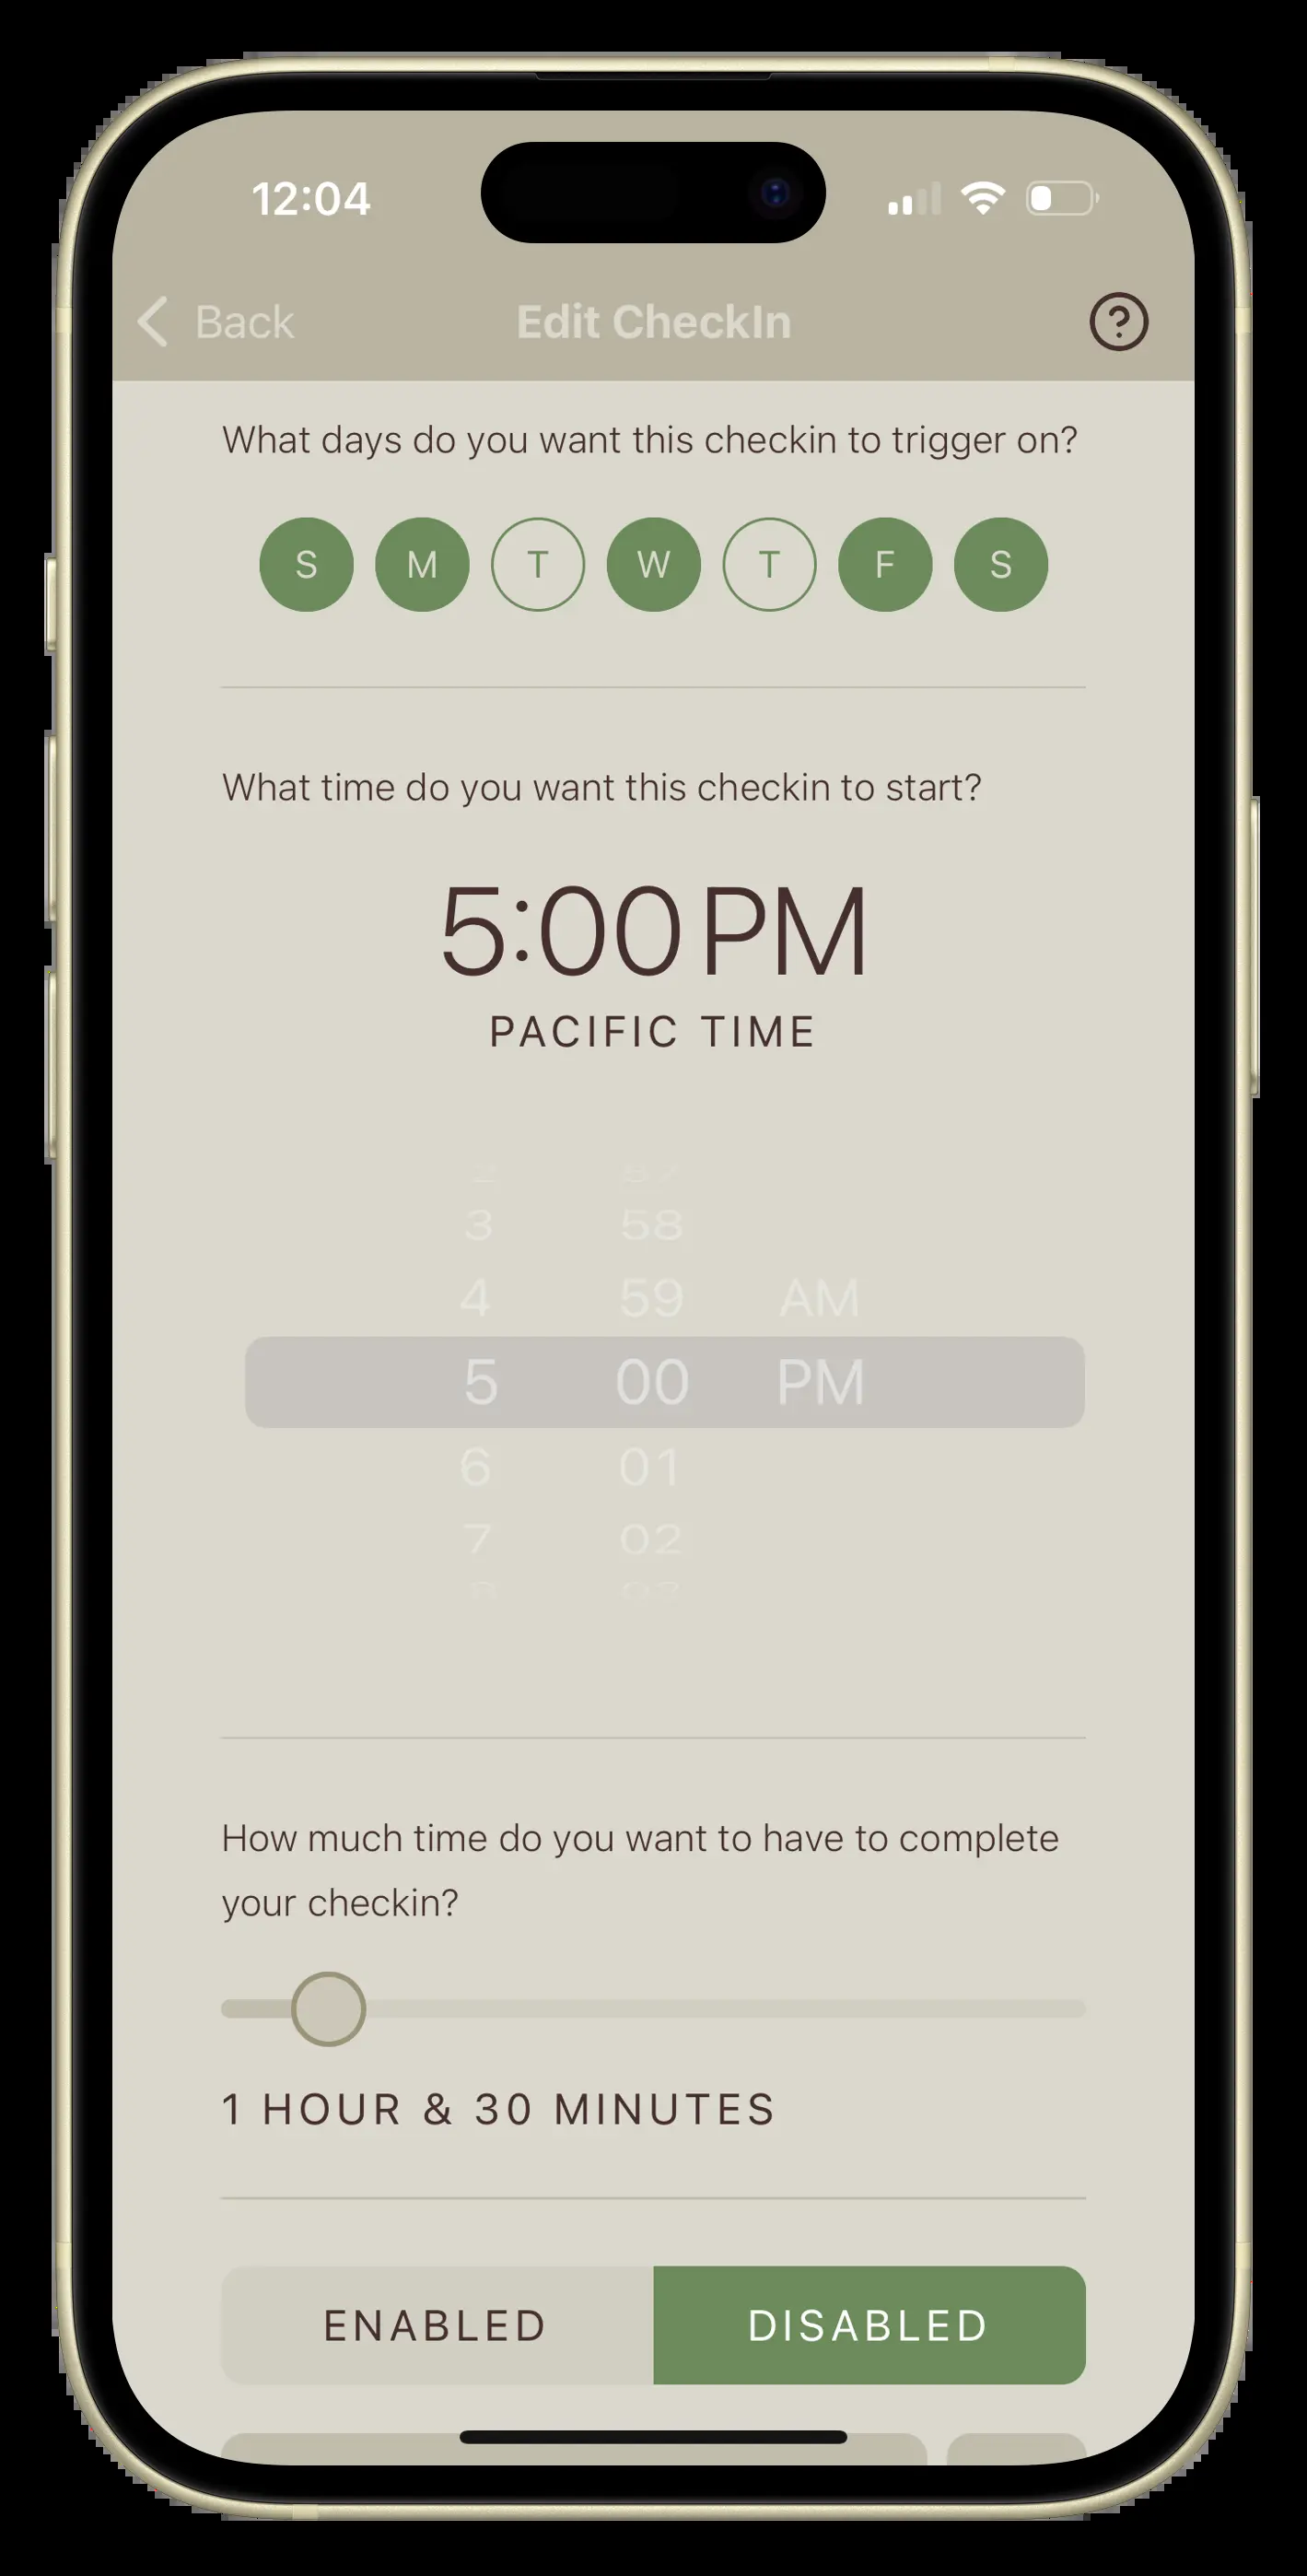 12:04
Back Edit CheckIn ?
What days do you want this checkin to trigger on?
S M T W T F S
What time do you want this checkin to start?
5:00 PM
PACIFIC TIME
3 58
4 59 AM
5 00 PM
6 01
7 02
How much time do you want to have to complete
your checkin?
1 HOUR & 30 MINUTES
ENABLED DISABLED